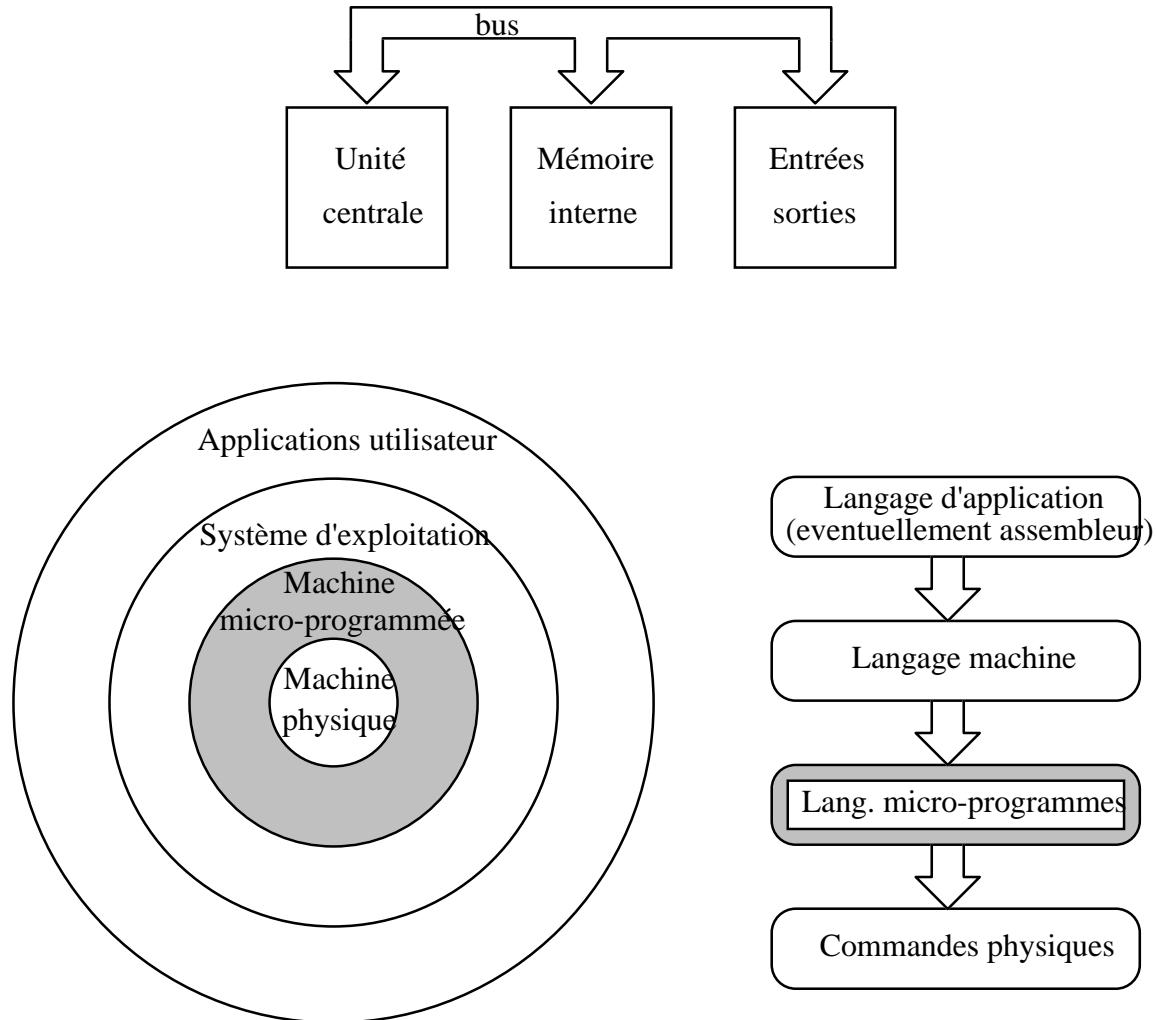 bus
Unité
centrale
Mémoire
interne
Entrées
sorties
Applications utilisateur
Système d'exploitation
Machine
micro-programmée
Machine
physique
Langage d'application
(eventuellement assembleur)
Langage machine
Lang. micro-programmes
Commandes physiques